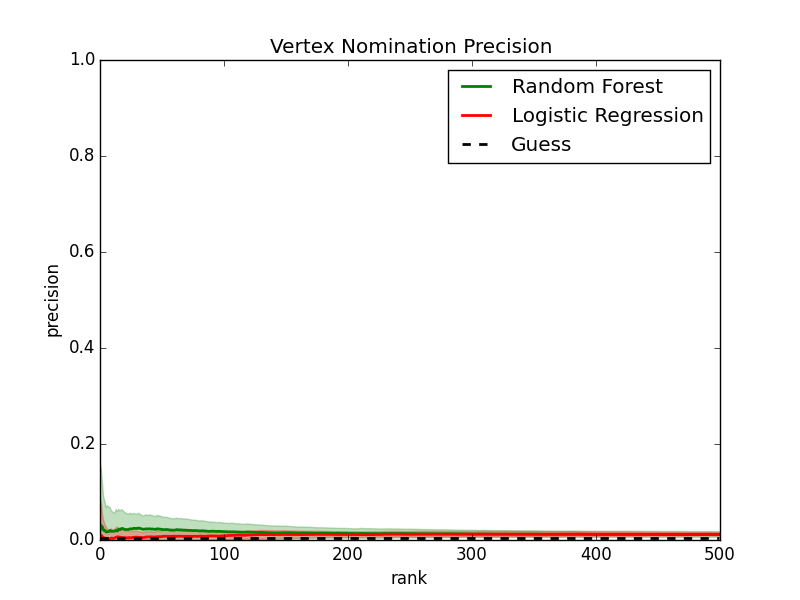 Vertex Nomination Precision
1.0
0.8
0.6
0.4
0.2
0.0
precision
Random Forest
Logistic Regression
Guess
0 100 200 300 400 500
rank